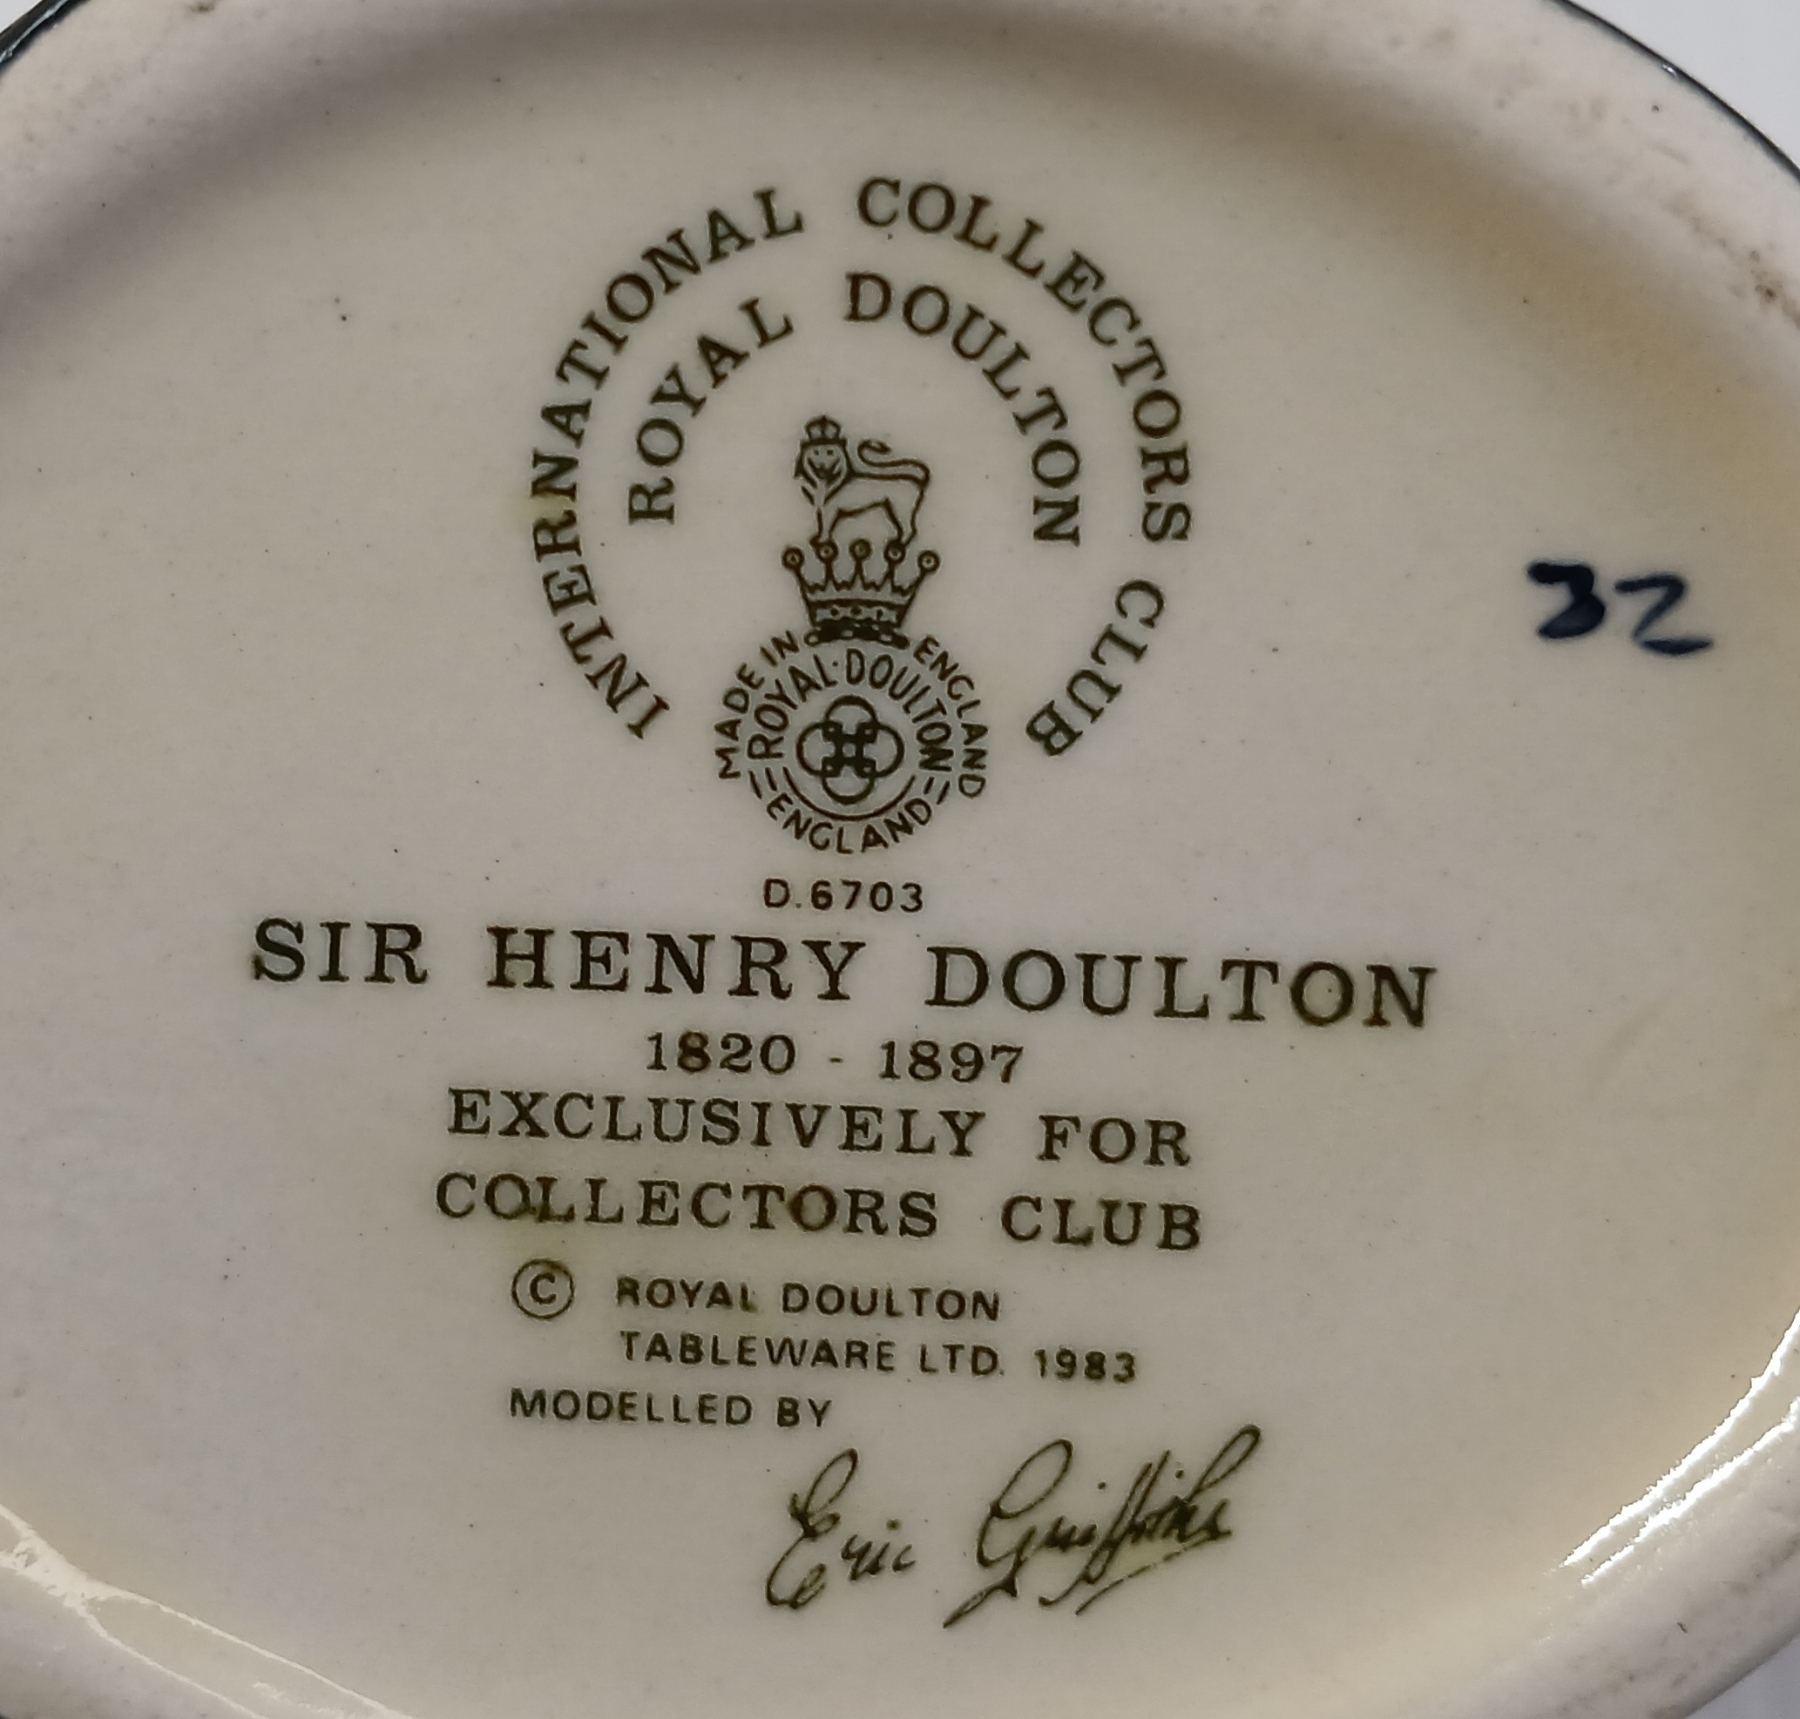 INTERNATIONAL COLLECTORS CLUB
ROYAL DOULTON
MADE IN ENGLAND
ROYAL·DOULTON
ENGLAND
32
D.6703
SIR HENRY DOULTON
1820 - 1897
EXCLUSIVELY FOR
COLLECTORS CLUB
© ROYAL DOULTON
TABLEWARE LTD. 1983
MODELLED BY
Eric Griffiths